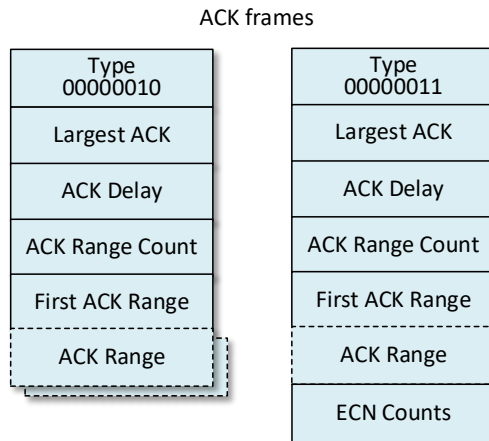 ACK frames
Type
00000010
Largest ACK
ACK Delay
ACK Range Count
First ACK Range
ACK Range
Type
00000011
Largest ACK
ACK Delay
ACK Range Count
First ACK Range
ACK Range
ECN Counts